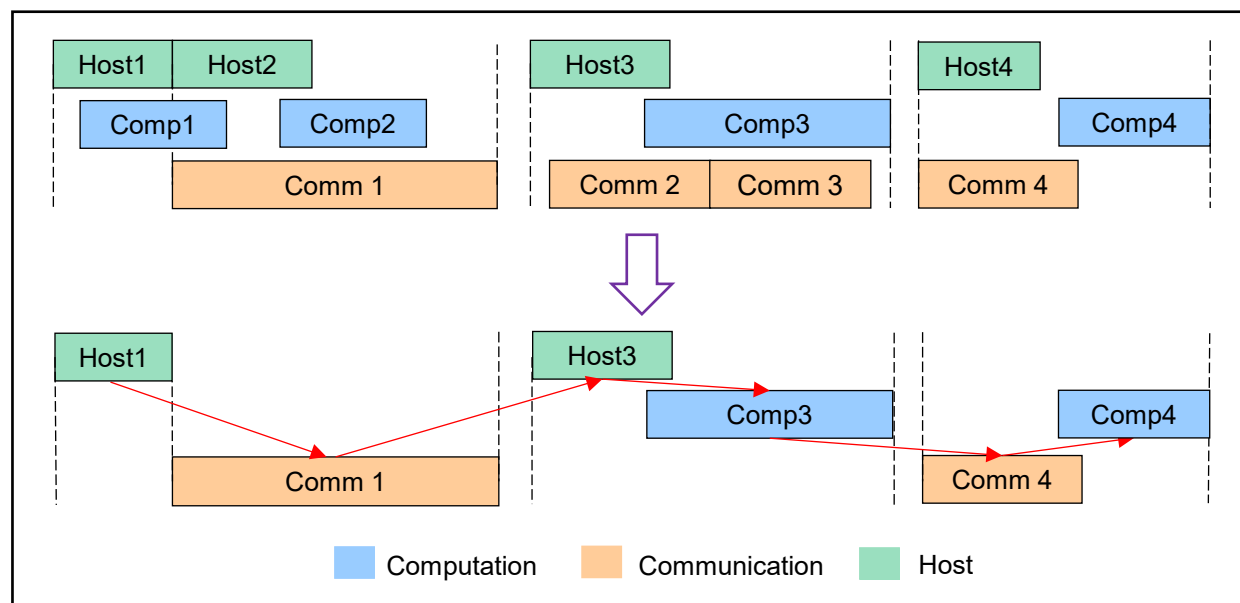 Host1 Host2 Host3 Host4
Comp1 Comp2 Comp3 Comp4
Comm 1 Comm 2 Comm 3 Comm 4
Host1 Host3
Comp3 Comp4
Comm 1 Comm 4
Computation Communication Host